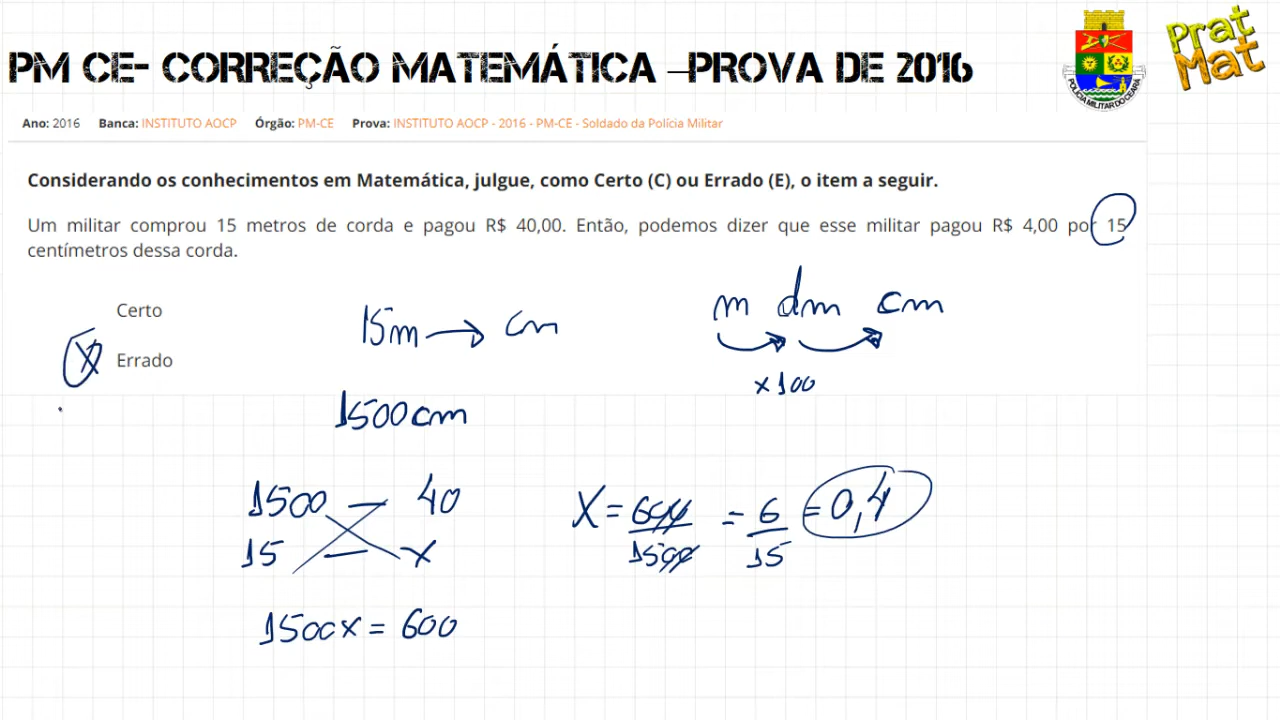 PM CE- CORREÇÃO MATEMÁTICA –PROVA DE 2016
Prat
Mat
POLÍCIA MILITAR DO CEARÁ
Ano: 2016 Banca: INSTITUTO AOCP Órgão: PM-CE Prova: INSTITUTO AOCP - 2016 - PM-CE - Soldado da Polícia Militar
Considerando os conhecimentos em Matemática, julgue, como Certo (C) ou Errado (E), o item a seguir.
Um militar comprou 15 metros de corda e pagou R$ 40,00. Então, podemos dizer que esse militar pagou R$ 4,00 por 15
centímetros dessa corda.
Certo
X Errado
15m → cm
m dm cm
x100
1500cm
1500 — 40
15 — x
1500x = 600
X = 600/1500 = 6/15 = 0,4